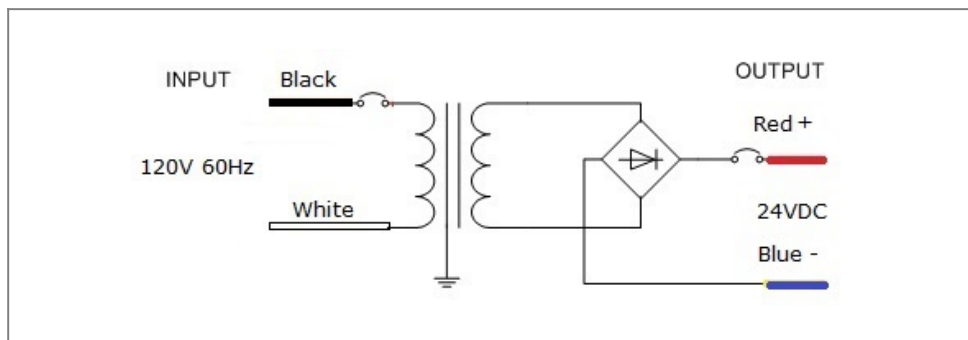 INPUT
Black
OUTPUT
Red +
120V 60Hz
White
24VDC
Blue -